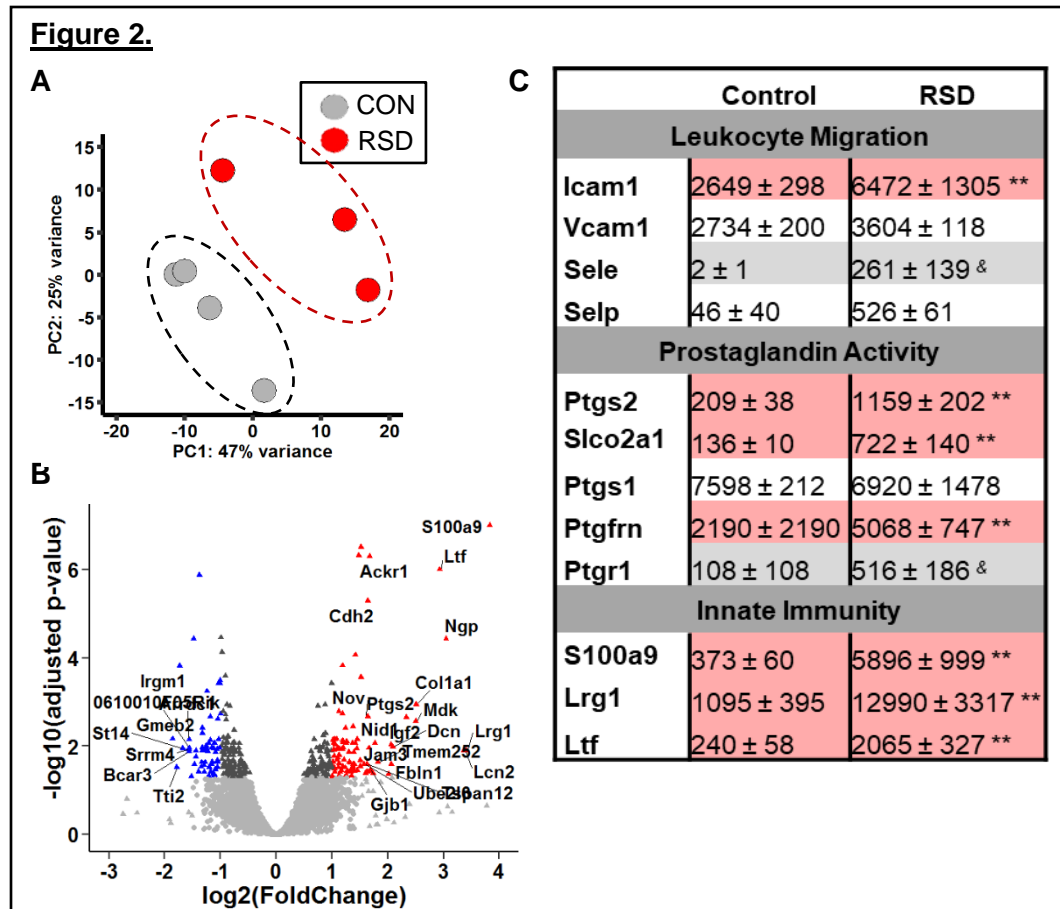 Figure 2.
A
CON
RSD
15
10
5
0
-5
-10
-15
PC2: 25% variance
-20
-10
0
10
20
PC1: 47% variance
B
-log10(adjusted p-value)
6
4
2
0
S100a9
Ltf
Ackr1
Cdh2
Ngp
Col1a1
Irgm1
Nov
Ptgs2
Mdk
0610010F05Rik
Gmeb2
Nid1
Igf2
Dcn
Lrg1
St14
Srrm4
Jam3
Tmem252
Bcar3
Fbln1
Lcn2
Tti2
Tspan12
Gjb1
-3
-2
-1
0
1
2
3
4
log2(FoldChange)
C
Control RSD
Leukocyte Migration
Icam1 2649 ± 298 6472 ± 1305 **
Vcam1 2734 ± 200 3604 ± 118
Sele 2 ± 1 261 ± 139 &
Selp 46 ± 40 526 ± 61
Prostaglandin Activity
Ptgs2 209 ± 38 1159 ± 202 **
Slco2a1 136 ± 10 722 ± 140 **
Ptgs1 7598 ± 212 6920 ± 1478
Ptgfrn 2190 ± 2190 5068 ± 747 **
Ptgr1 108 ± 108 516 ± 186 &
Innate Immunity
S100a9 373 ± 60 5896 ± 999 **
Lrg1 1095 ± 395 12990 ± 3317 **
Ltf 240 ± 58 2065 ± 327 **